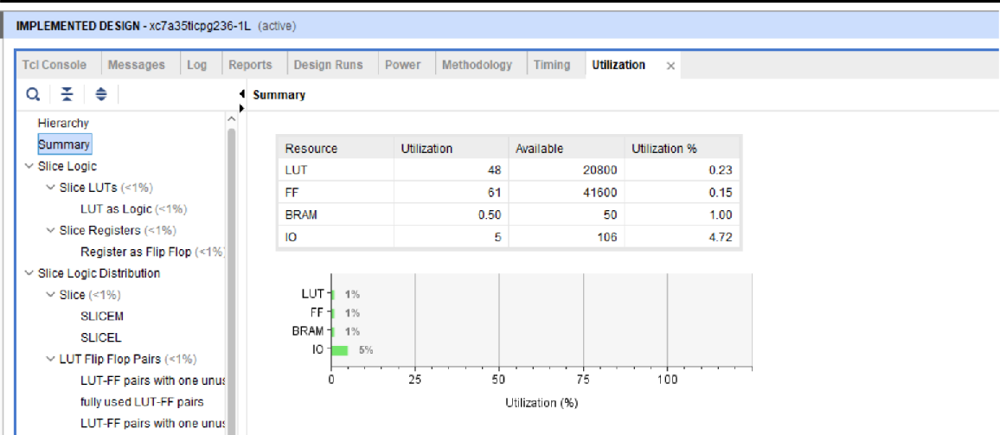 IMPLEMENTED DESIGN - xc7a35ticpg236-1L (active)
Tcl Console Messages Log Reports Design Runs Power Methodology Timing Utilization ×
Summary
Hierarchy
Summary
Slice Logic
Slice LUTs (<1%)
LUT as Logic (<1%)
Slice Registers (<1%)
Register as Flip Flop (<1%
Slice Logic Distribution
Slice (<1%)
SLICEM
SLICEL
LUT Flip Flop Pairs (<1%)
LUT-FF pairs with one unus
fully used LUT-FF pairs
LUT-FF pairs with one unus
Resource Utilization Available Utilization %
LUT 48 20800 0.23
FF 61 41600 0.15
BRAM 0.50 50 1.00
IO 5 106 4.72
LUT 1%
FF 1%
BRAM 1%
IO 5%
0 25 50 75 100
Utilization (%)